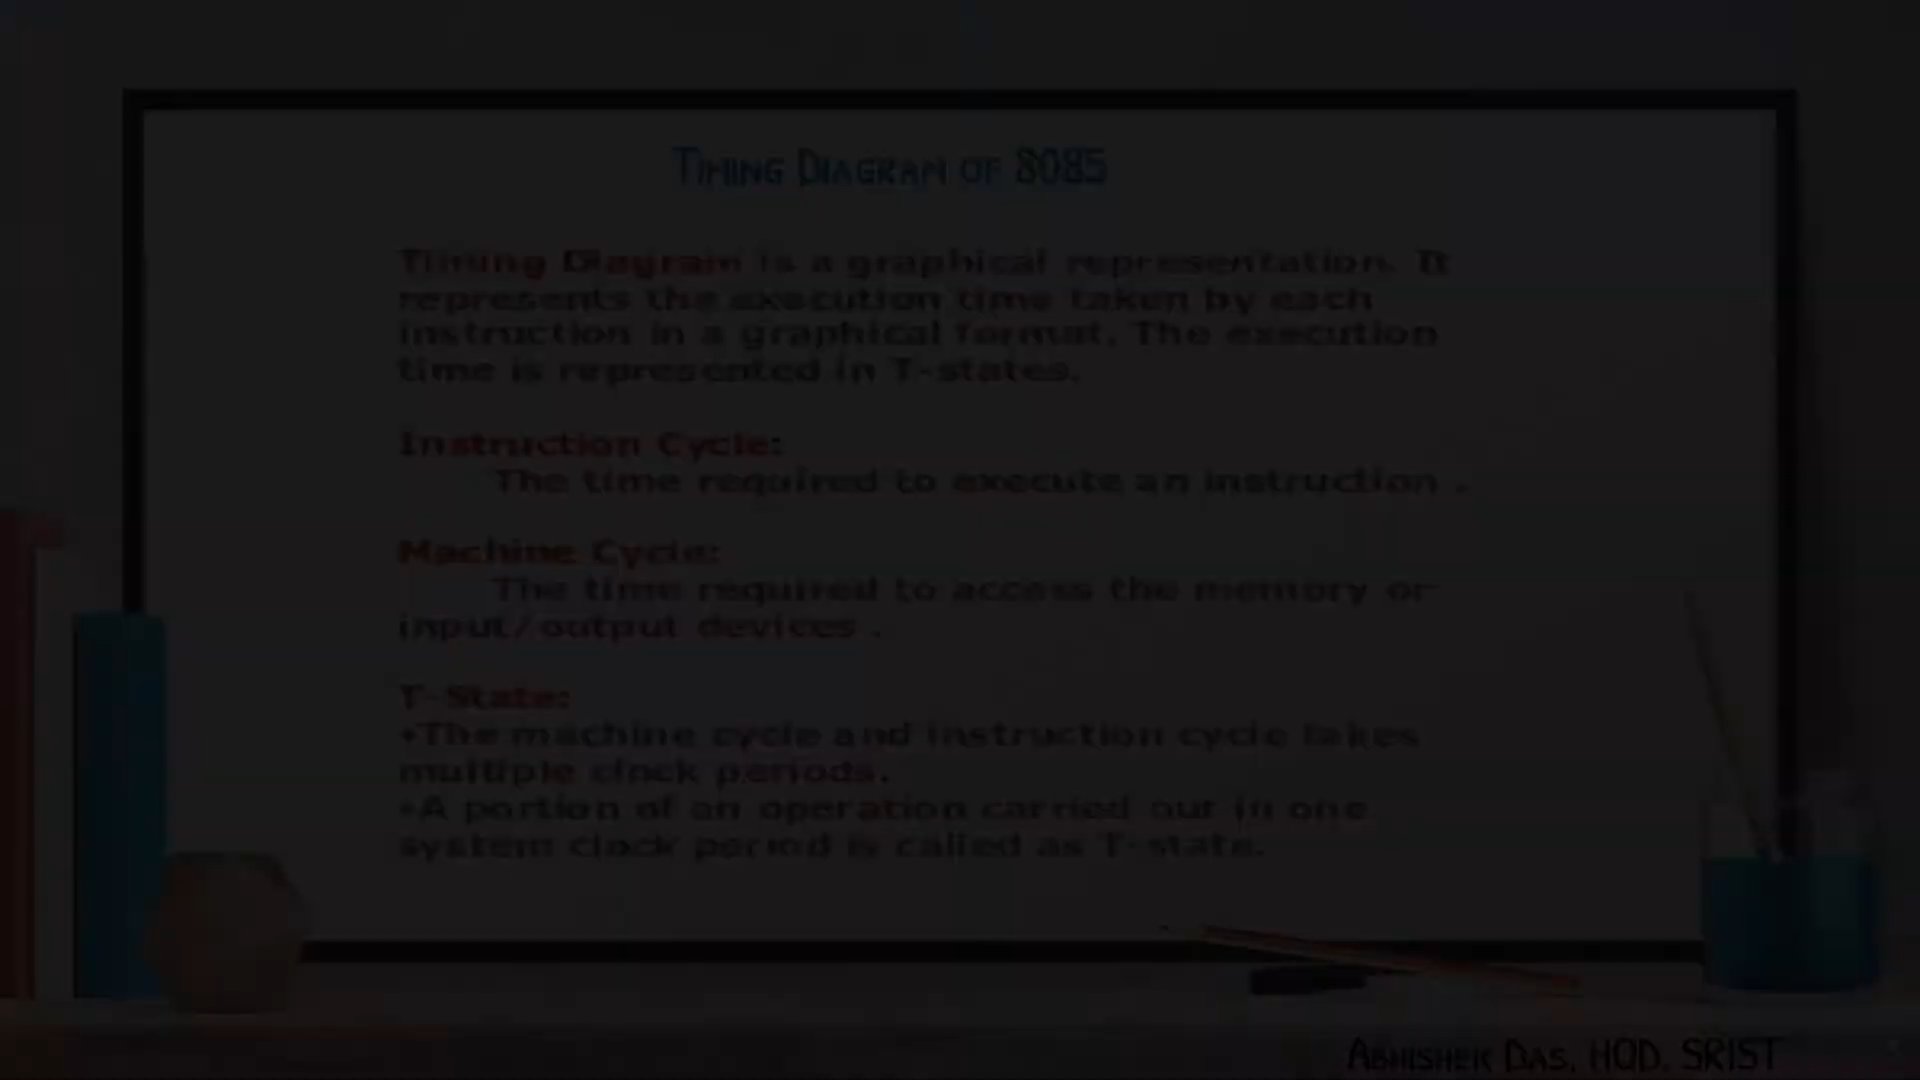 TIMING DIAGRAM OF 8085
Timing Diagram is a graphical representation. It
represents the execution time taken by each
instruction in a graphical format. The execution
time is represented in T-states.
Instruction Cycle:
The time required to execute an instruction .
Machine Cycle:
The time required to access the memory or
input/output devices .
T-State:
•The machine cycle and instruction cycle takes
multiple clock periods.
•A portion of an operation carried out in one
system clock period is called as T-state.
ABHISHEK DAS, HOD, SRIST